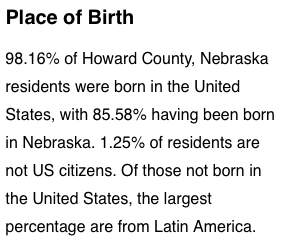 Place of Birth
98.16% of Howard County, Nebraska
residents were born in the United
States, with 85.58% having been born
in Nebraska. 1.25% of residents are
not US citizens. Of those not born in
the United States, the largest
percentage are from Latin America.